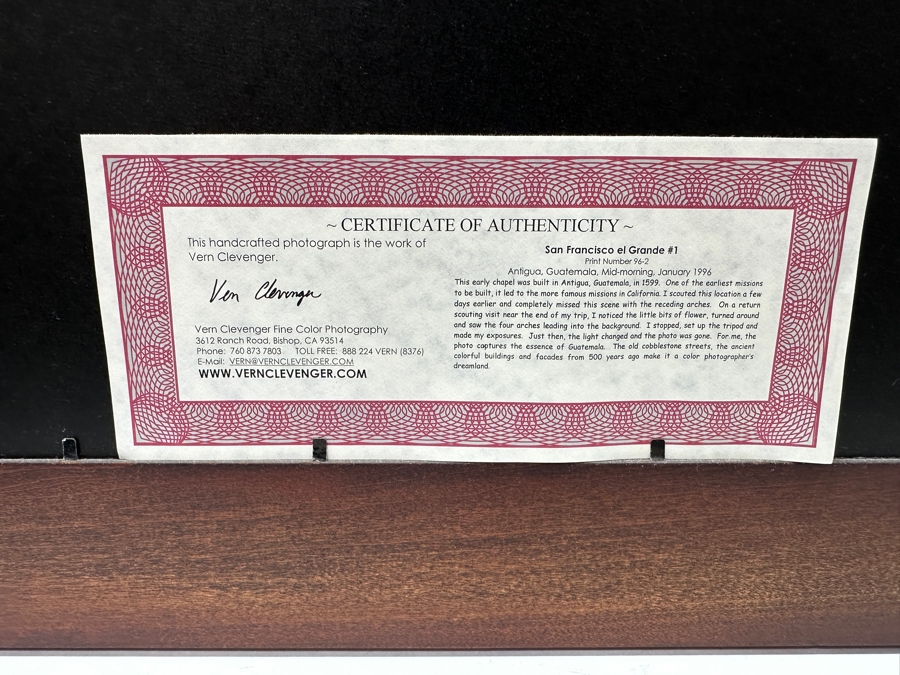 ~ CERTIFICATE OF AUTHENTICITY ~
This handcrafted photograph is the work of
Vern Clevenger.
Vern Clevenger
Vern Clevenger Fine Color Photography
3612 Ranch Road, Bishop, CA 93514
Phone: 760 873 7803 TOLL FREE: 888 224 VERN (8376)
E-Mail: VERN@VERNCLEVENGER.COM
WWW.VERNCLEVENGER.COM
San Francisco el Grande #1
Print Number 96-2
Antigua, Guatemala, Mid-morning, January 1996
This early chapel was built in Antigua, Guatemala, in 1599. One of the earliest missions
to be built, it led to the more famous missions in California. I scouted this location a few
days earlier and completely missed this scene with the receding arches. On a return
scouting visit near the end of my trip, I noticed the little bits of flower, turned around
and saw the four arches leading into the background. I stopped, set up the tripod and
made my exposures. Just then, the light changed and the photo was gone. For me, the
photo captures the essence of Guatemala. The old cobblestone streets, the ancient
colorful buildings and facades from 500 years ago make it a color photographer's
dreamland.